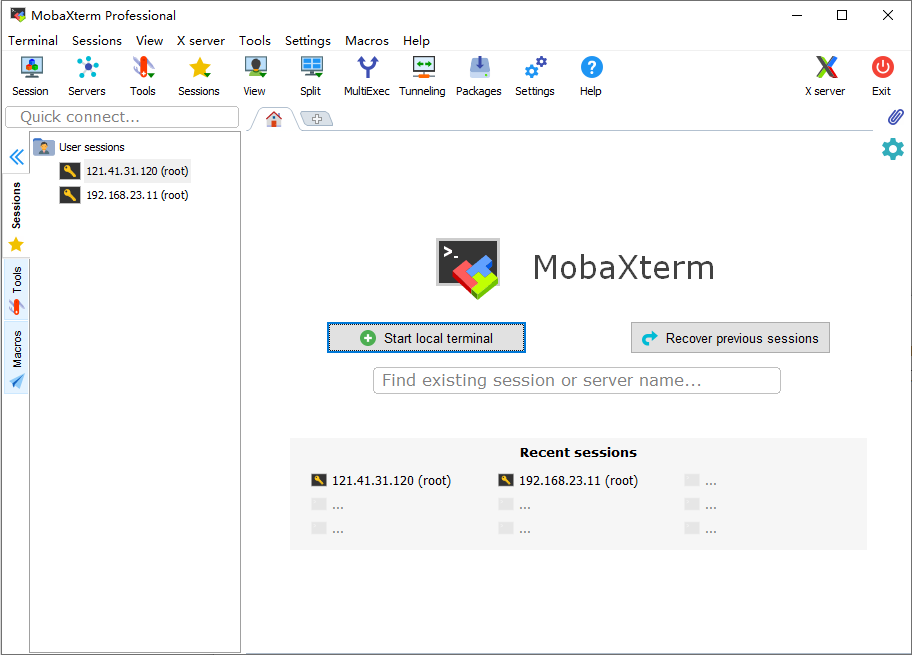 MobaXterm Professional
Terminal Sessions View X server Tools Settings Macros Help
Session Servers Tools Sessions View Split MultiExec Tunneling Packages Settings Help X server Exit
Quick connect...
User sessions
121.41.31.120 (root)
192.168.23.11 (root)
Sessions
Tools
Macros
>_
MobaXterm
Start local terminal
Recover previous sessions
Find existing session or server name...
Recent sessions
121.41.31.120 (root) 192.168.23.11 (root) ...
... ... ...
... ... ...